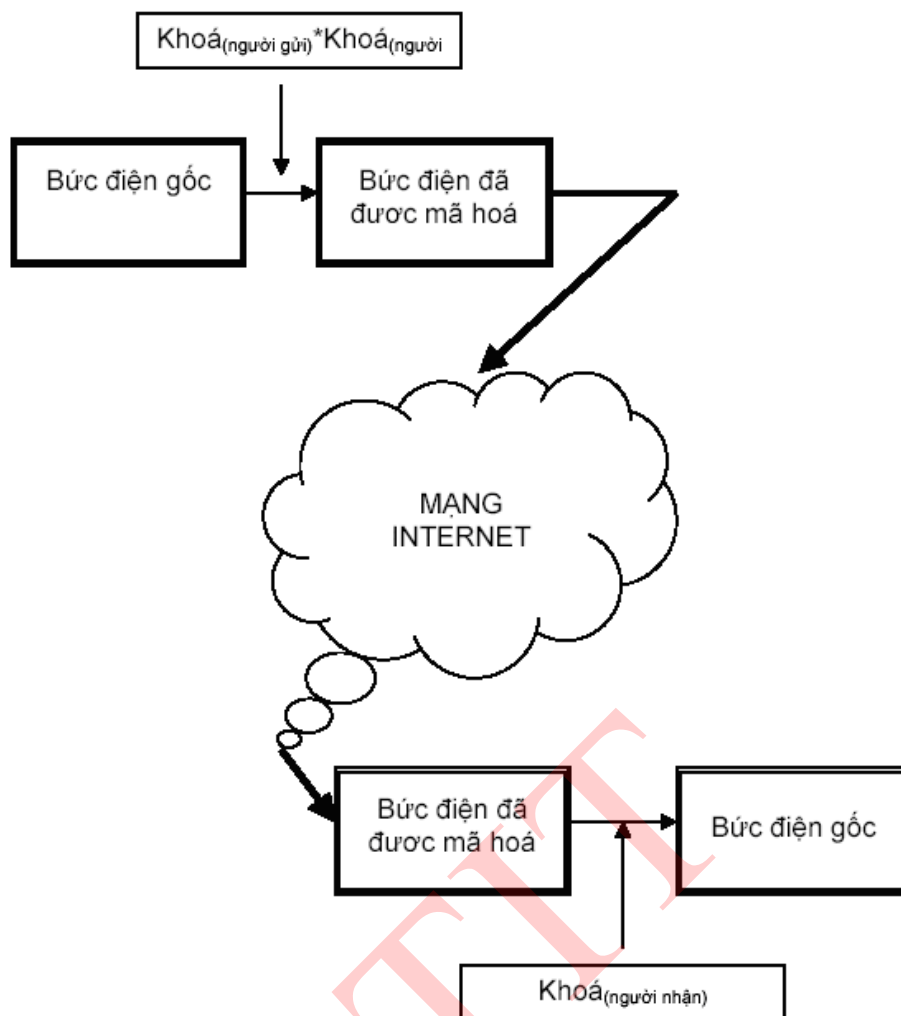 Khoá(người gửi)*Khoá(người
Bức điện gốc
Bức điện đã
được mã hoá
MẠNG
INTERNET
Bức điện đã
được mã hoá
Bức điện gốc
Khoá(người nhận)
TIT